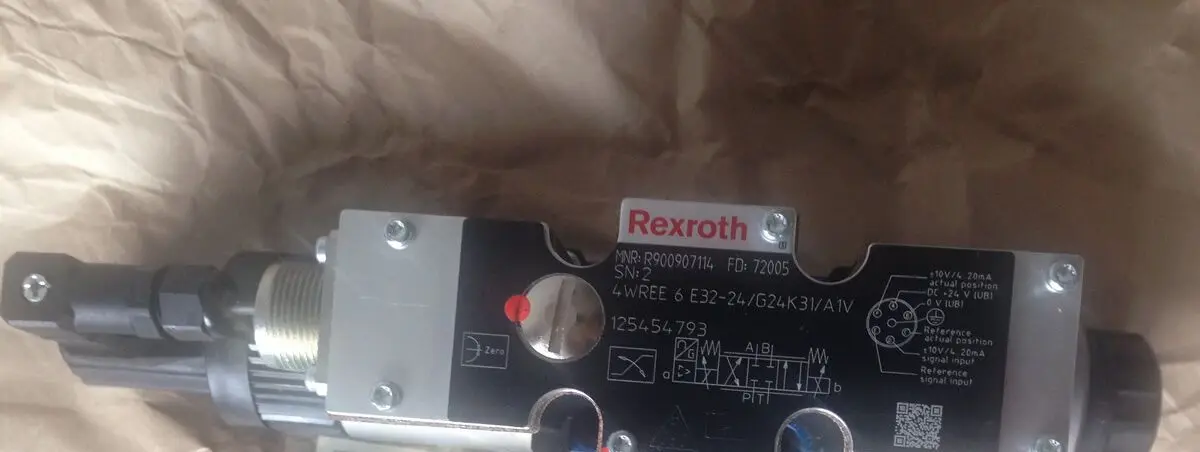 Rexroth
MNR: R900907114 FD: 72005
SN: 2
4WREE 6 E32-24/G24K31/A1V
125454793
Zero
G
A B
a
b
P T
±10V/4..20mA
actual position
DC +24 V (UB)
0 V (UB)
Reference
actual position
±10V/4..20mA
signal input
Reference
signal input